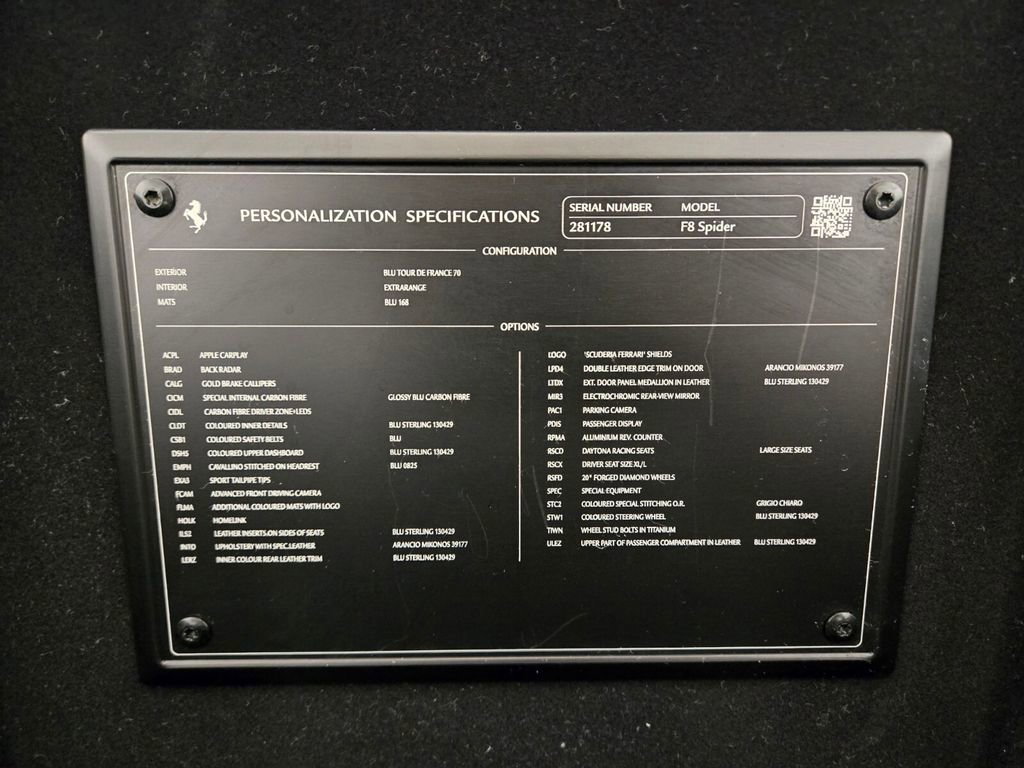 PERSONALIZATION SPECIFICATIONS
SERIAL NUMBER MODEL
281178 F8 Spider
CONFIGURATION
EXTERIOR BLU TOUR DE FRANCE 70
INTERIOR EXTRARANGE
MATS BLU 168
OPTIONS
ACPL APPLE CARPLAY
BRAD BACK RADAR
CALG GOLD BRAKE CALLIPERS
CICM SPECIAL INTERNAL CARBON FIBRE GLOSSY BLU CARBON FIBRE
CIDL CARBON FIBRE DRIVER ZONE+LEDS
CLDT COLOURED INNER DETAILS BLU STERLING 130429
CSB1 COLOURED SAFETY BELTS BLU
DSH5 COLOURED UPPER DASHBOARD BLU STERLING 130429
EMPH CAVALLINO STITCHED ON HEADREST BLU 0825
EXA3 SPORT TAILPIPE TIPS
FCAM ADVANCED FRONT DRIVING CAMERA
FLMA ADDITIONAL COLOURED MATS WITH LOGO
HOLK HOMELINK
ILS2 LEATHER INSERTS ON SIDES OF SEATS BLU STERLING 130429
INTD UPHOLSTERY WITH SPEC.LEATHER ARANCIO MIKONOS 39177
LERZ INNER COLOUR REAR LEATHER TRIM BLU STERLING 130429
LOGO 'SCUDERIA FERRARI' SHIELDS
LPD4 DOUBLE LEATHER EDGE TRIM ON DOOR ARANCIO MIKONOS 39177
LTDX EXT. DOOR PANEL MEDALLION IN LEATHER BLU STERLING 130429
MIR3 ELECTROCHROMIC REAR-VIEW MIRROR
PAC1 PARKING CAMERA
PDIS PASSENGER DISPLAY
RPMA ALUMINIUM REV. COUNTER
RSCD DAYTONA RACING SEATS LARGE SIZE SEATS
RSCX DRIVER SEAT SIZE XL/L
RSFD 20" FORGED DIAMOND WHEELS
SPEC SPECIAL EQUIPMENT
STC2 COLOURED SPECIAL STITCHING O.R. GRIGIO CHIARO
STW1 COLOURED STEERING WHEEL BLU STERLING 130429
TIWN WHEEL STUD BOLTS IN TITANIUM
ULEZ UPPER PART OF PASSENGER COMPARTMENT IN LEATHER BLU STERLING 130429